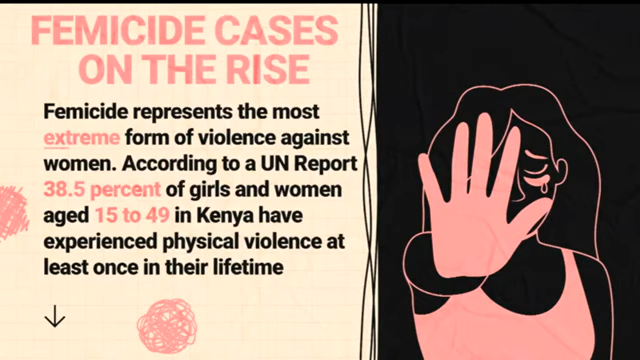 FEMICIDE CASES
ON THE RISE
Femicide represents the most
extreme form of violence against
women. According to a UN Report
38.5 percent of girls and women
aged 15 to 49 in Kenya have
experienced physical violence at
least once in their lifetime